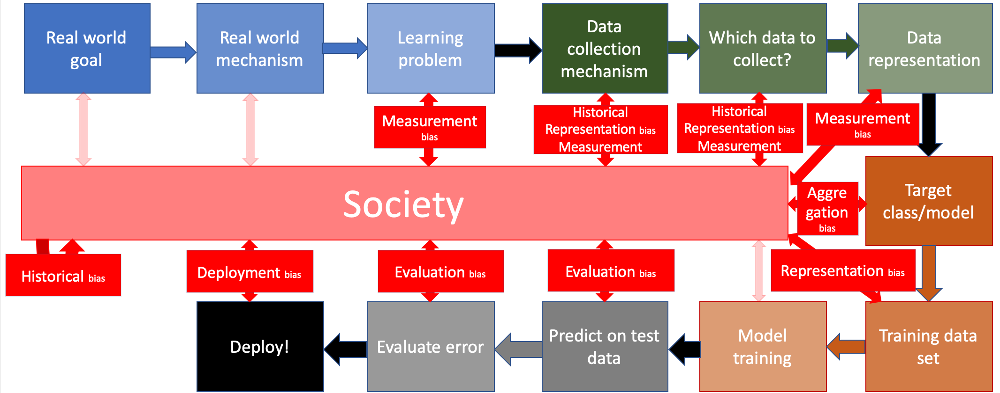 Real world
goal
Real world
mechanism
Learning
problem
Data
collection
mechanism
Which data to
collect?
Data
representation
Measurement
bias
Historical
Representation bias
Measurement
Historical
Representation bias
Measurement
Measurement
bias
Society
Aggre
gation
bias
Target
class/model
Historical bias
Deployment bias
Evaluation bias
Evaluation bias
Representation bias
Deploy!
Evaluate error
Predict on test
data
Model
training
Training data
set